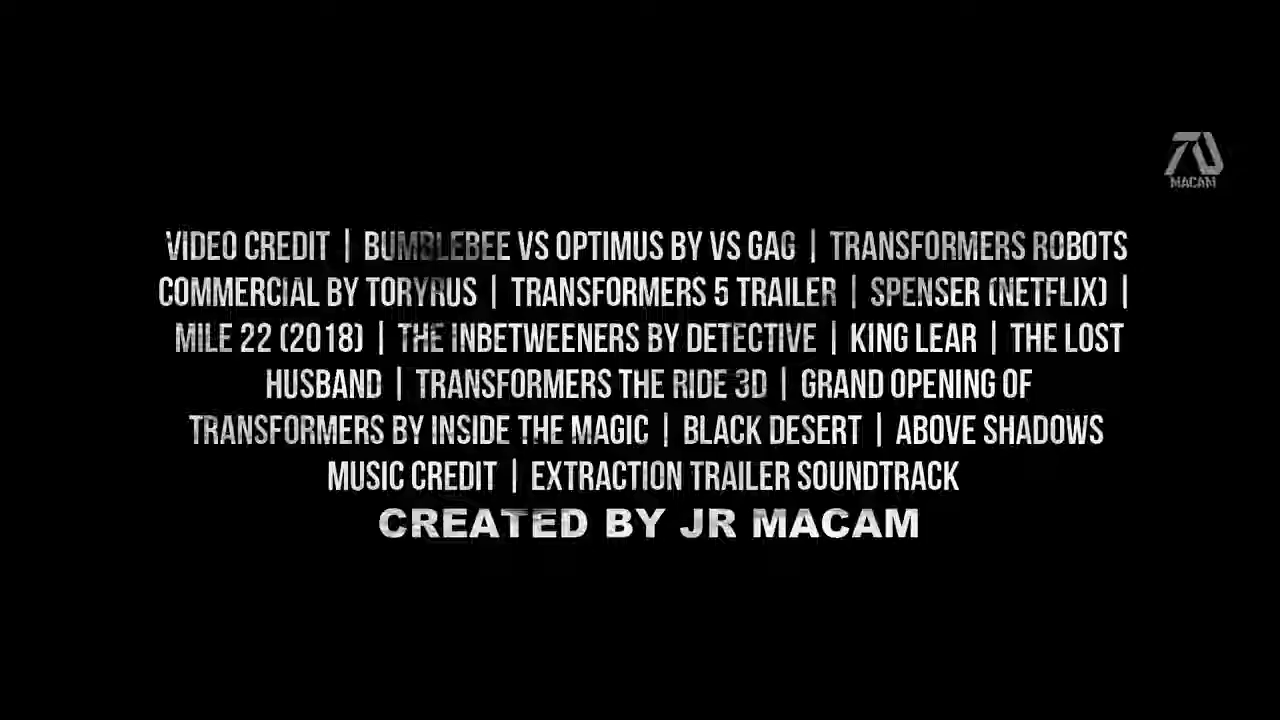 MACAM
VIDEO CREDIT | BUMBLEBEE VS OPTIMUS BY VS GAG | TRANSFORMERS ROBOTS
COMMERCIAL BY TORYRUS | TRANSFORMERS 5 TRAILER | SPENSER (NETFLIX) |
MILE 22 (2018) | THE INBETWEENERS BY DETECTIVE | KING LEAR | THE LOST
HUSBAND | TRANSFORMERS THE RIDE 3D | GRAND OPENING OF
TRANSFORMERS BY INSIDE THE MAGIC | BLACK DESERT | ABOVE SHADOWS
MUSIC CREDIT | EXTRACTION TRAILER SOUNDTRACK
CREATED BY JR MACAM